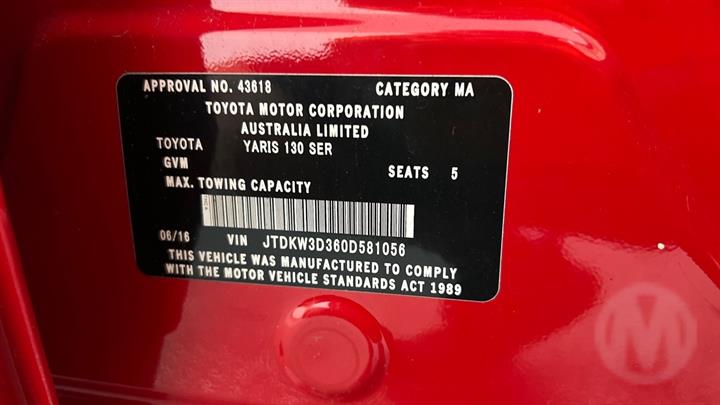 APPROVAL NO. 43618 CATEGORY MA
TOYOTA MOTOR CORPORATION
AUSTRALIA LIMITED
TOYOTA YARIS 130 SER
GVM SEATS 5
MAX. TOWING CAPACITY
06/16 VIN JTDKW3D360D581056
THIS VEHICLE WAS MANUFACTURED TO COMPLY
WITH THE MOTOR VEHICLE STANDARDS ACT 1989
M